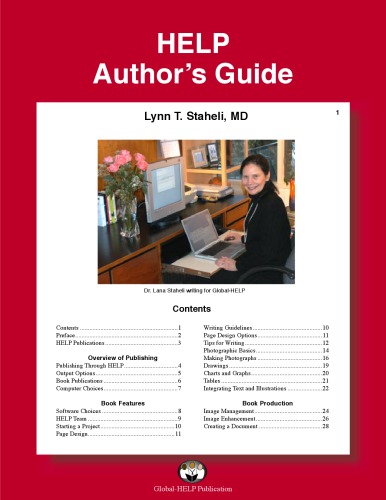 HELP
Author's Guide
Lynn T. Staheli, MD
1
Dr. Lana Staheli writing for Global-HELP
Contents
Contents ............................................................ 1
Preface ............................................................ 2
HELP Publications ............................................................ 3
Overview of Publishing
Publishing Through HELP ............................................................ 4
Output Options ............................................................ 5
Book Publications ............................................................ 6
Computer Choices ............................................................ 7
Book Features
Software Choices ............................................................ 8
HELP Team ............................................................ 9
Starting a Project ............................................................ 10
Page Design ............................................................ 11
Writing Guidelines ............................................................ 10
Page Design Options ............................................................ 11
Tips for Writing ............................................................ 12
Photographic Basics ............................................................ 14
Making Photographs ............................................................ 16
Drawings ............................................................ 19
Charts and Graphs ............................................................ 20
Tables ............................................................ 21
Integrating Text and Illustrations ............................................................ 22
Book Production
Image Management ............................................................ 24
Image Enhancement ............................................................ 26
Creating a Document ............................................................ 28
Global-HELP Publication